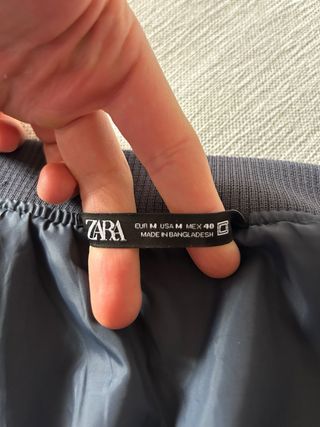 ZARA
EUR M USA M MEX 40
MADE IN BANGLADESH